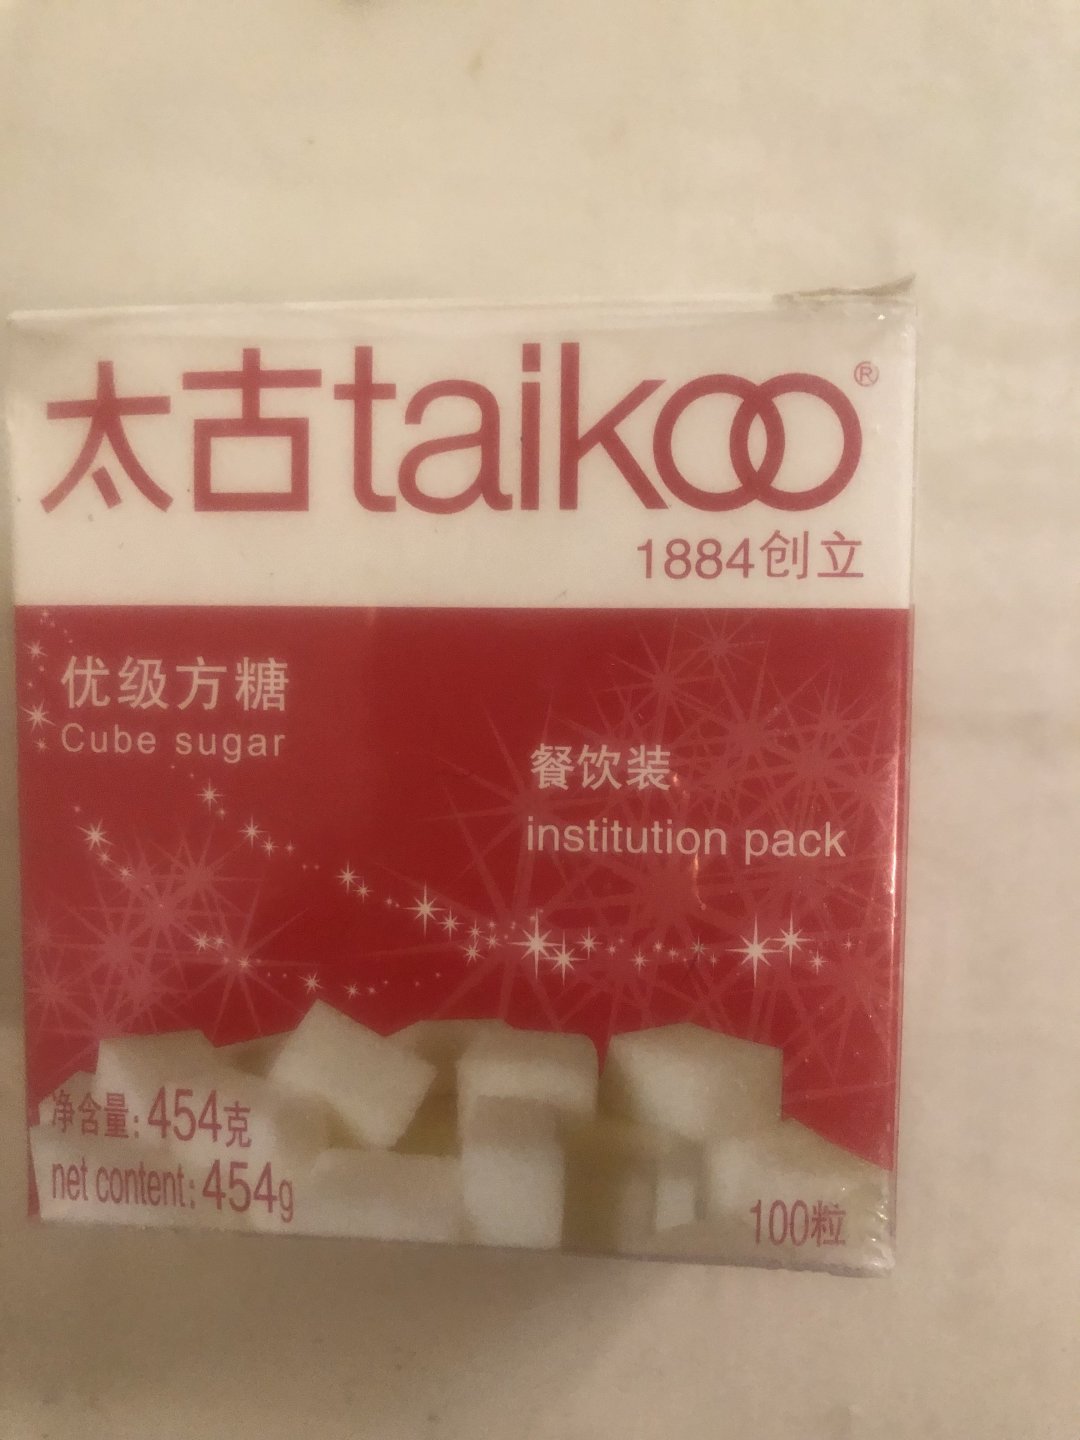 太古taikoo®
1884创立
优级方糖
Cube sugar
餐饮装
institution pack
净含量:454克
net content:454g
100粒